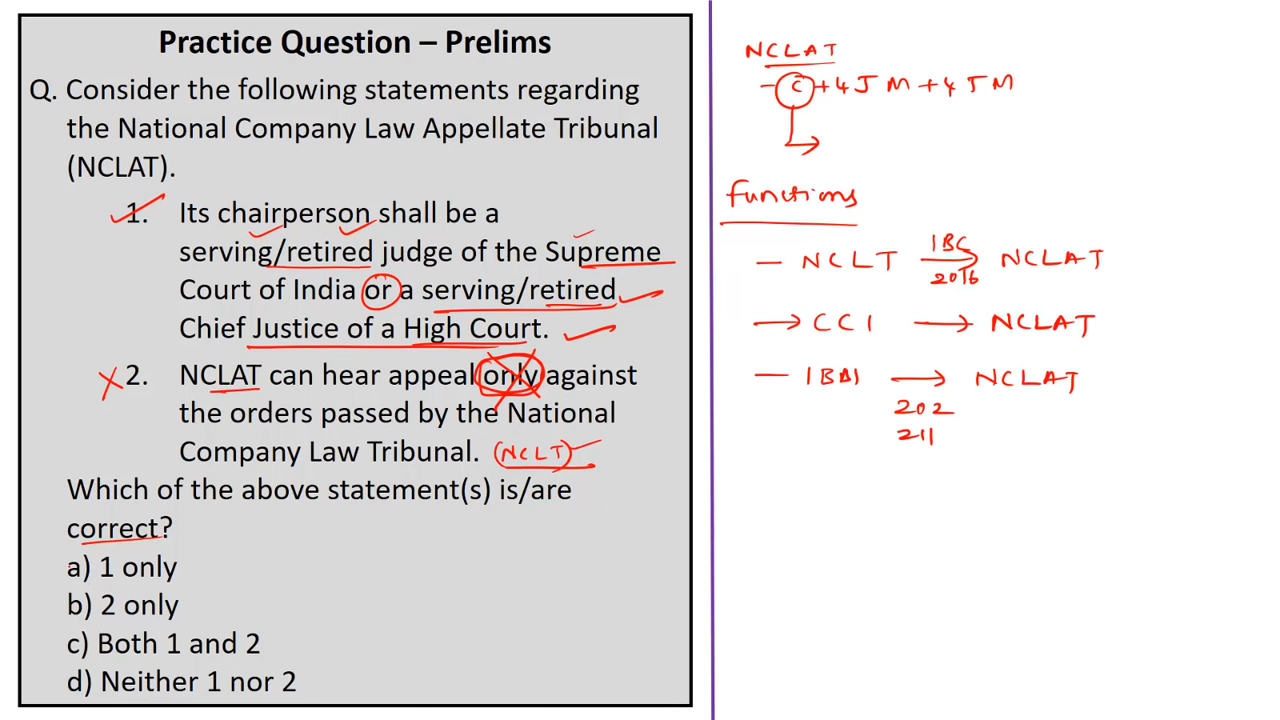 Practice Question – Prelims
Q. Consider the following statements regarding
the National Company Law Appellate Tribunal
(NCLAT).
1. Its chairperson shall be a
serving/retired judge of the Supreme
Court of India or a serving/retired
Chief Justice of a High Court.
2. NCLAT can hear appeal only against
the orders passed by the National
Company Law Tribunal. (NCLT)
Which of the above statement(s) is/are
correct?
a) 1 only
b) 2 only
c) Both 1 and 2
d) Neither 1 nor 2
NCLAT
- C + 4 J M + 4 J M
functions
- NCLT IBC 2016 NCLAT
→ CCI → NCLAT
- IBBI → NCLAT
202
211